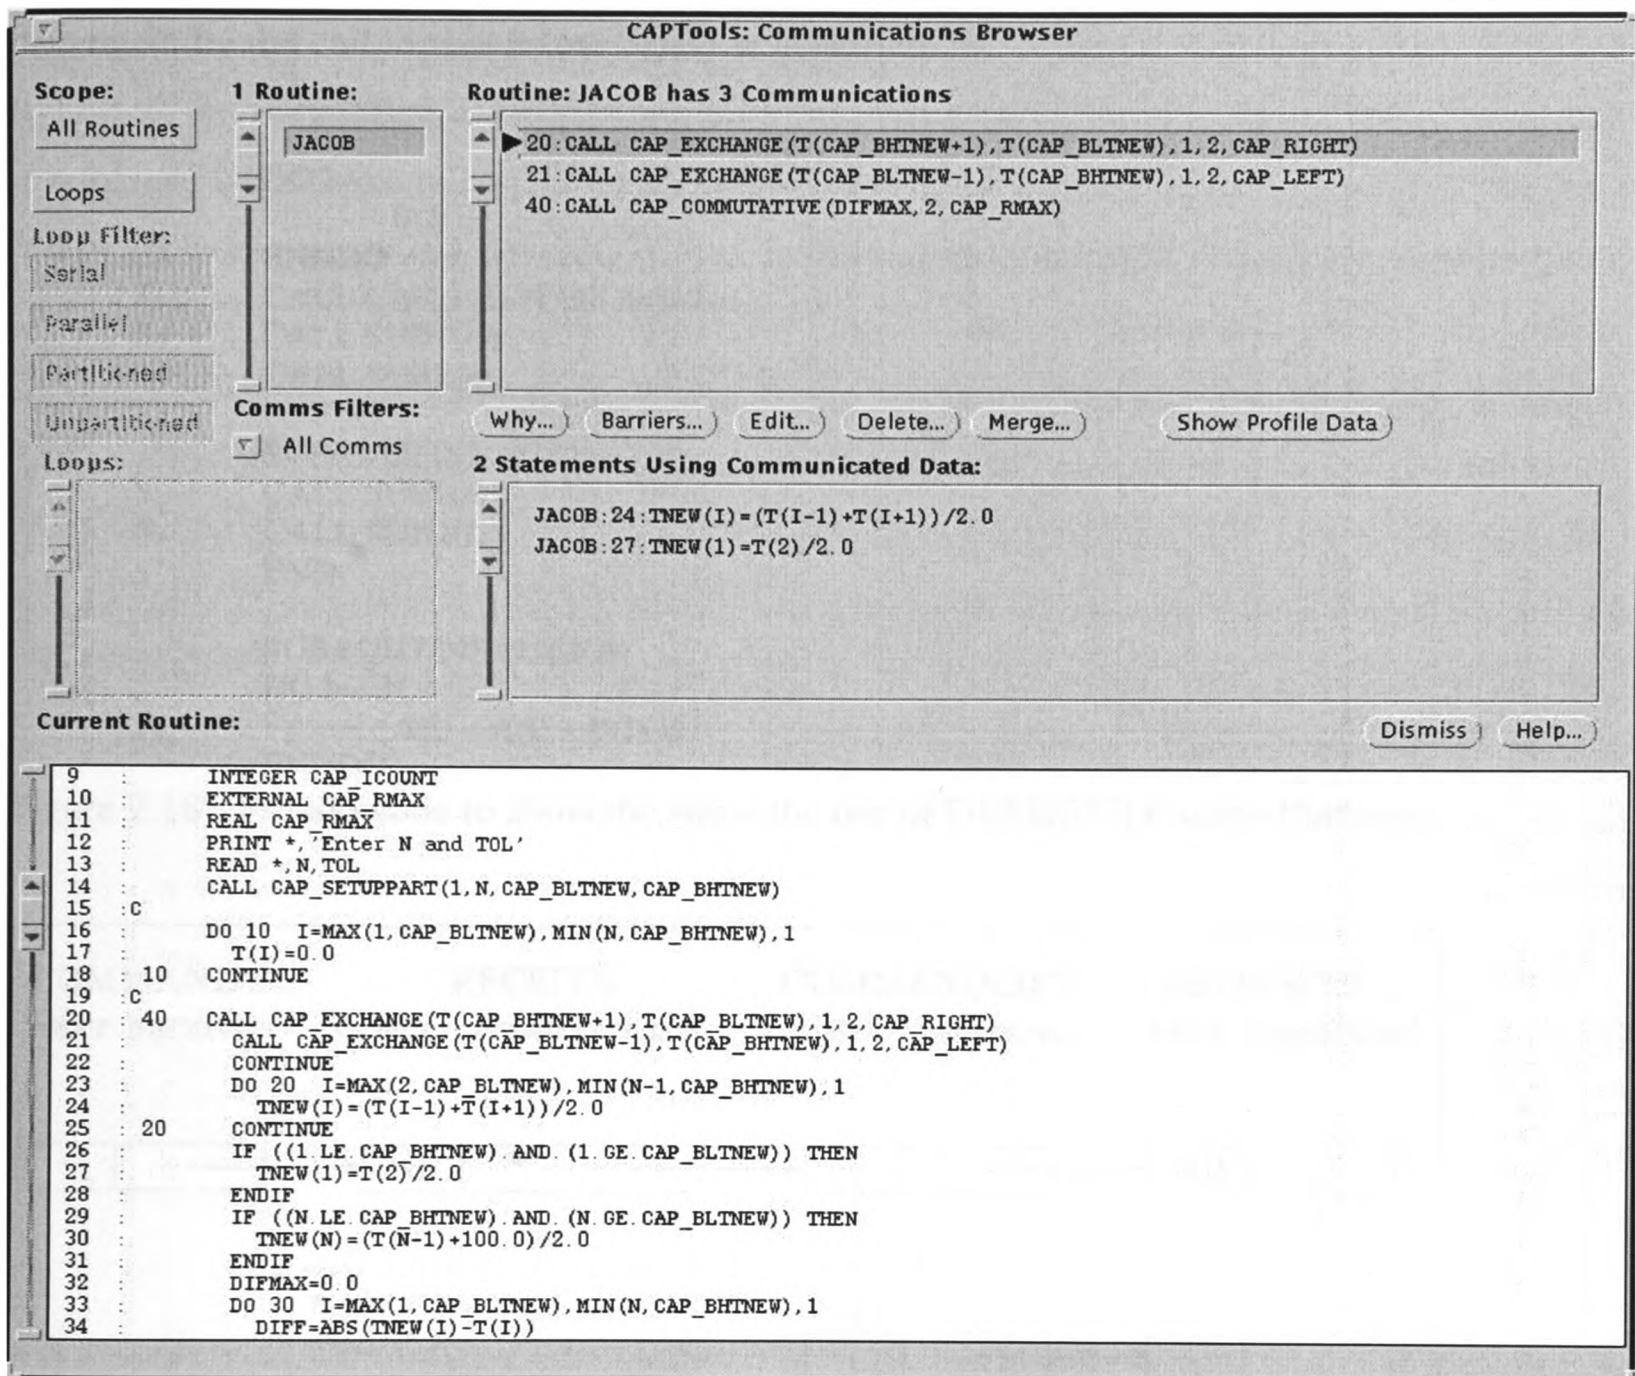 CAPTools: Communications Browser
Scope:
All Routines
Loops
Loop Filter:
Serial
Parallel
Partitioned
Unpartitioned
Loops:
1 Routine:
JACOB
Comms Filters:
All Comms
Routine: JACOB has 3 Communications
20:CALL CAP_EXCHANGE(T(CAP_BHTNEW+1),T(CAP_BLTNEW),1,2,CAP_RIGHT)
21:CALL CAP_EXCHANGE(T(CAP_BLTNEW-1),T(CAP_BHTNEW),1,2,CAP_LEFT)
40:CALL CAP_COMMUTATIVE(DIFMAX,2,CAP_RMAX)
Why... Barriers... Edit... Delete... Merge... Show Profile Data
2 Statements Using Communicated Data:
JACOB:24:TNEW(I)=(T(I-1)+T(I+1))/2.0
JACOB:27:TNEW(1)=T(2)/2.0
Current Routine:
Dismiss Help...
9 : INTEGER CAP_ICOUNT
10 : EXTERNAL CAP_RMAX
11 : REAL CAP_RMAX
12 : PRINT *,'Enter N and TOL'
13 : READ *,N,TOL
14 : CALL CAP_SETUPPART(1,N,CAP_BLTNEW,CAP_BHTNEW)
15 :C
16 : DO 10 I=MAX(1,CAP_BLTNEW),MIN(N,CAP_BHTNEW),1
17 : T(I)=0.0
18 : 10 CONTINUE
19 :C
20 : 40 CALL CAP_EXCHANGE(T(CAP_BHTNEW+1),T(CAP_BLTNEW),1,2,CAP_RIGHT)
21 : CALL CAP_EXCHANGE(T(CAP_BLTNEW-1),T(CAP_BHTNEW),1,2,CAP_LEFT)
22 : CONTINUE
23 : DO 20 I=MAX(2,CAP_BLTNEW),MIN(N-1,CAP_BHTNEW),1
24 : TNEW(I)=(T(I-1)+T(I+1))/2.0
25 : 20 CONTINUE
26 : IF ((1.LE.CAP_BHTNEW).AND.(1.GE.CAP_BLTNEW)) THEN
27 : TNEW(1)=T(2)/2.0
28 : ENDIF
29 : IF ((N.LE.CAP_BHTNEW).AND.(N.GE.CAP_BLTNEW)) THEN
30 : TNEW(N)=(T(N-1)+100.0)/2.0
31 : ENDIF
32 : DIFMAX=0.0
33 : DO 30 I=MAX(1,CAP_BLTNEW),MIN(N,CAP_BHTNEW),1
34 : DIFF=ABS(TNEW(I)-T(I))